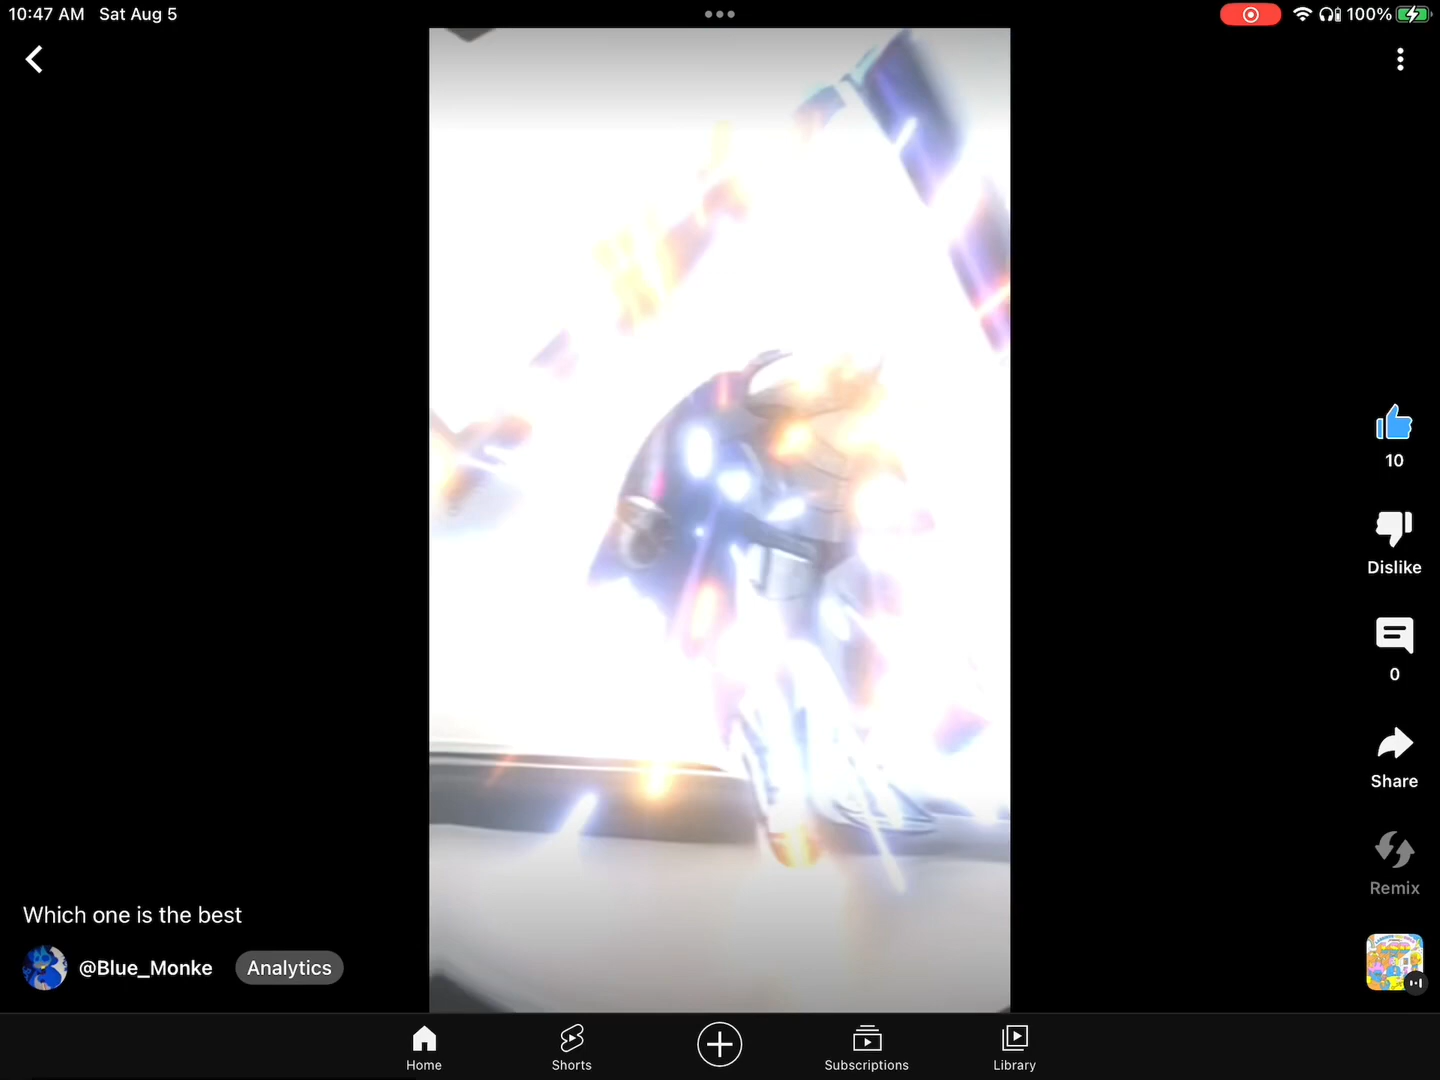 10:47 AM Sat Aug 5
100%
10
Dislike
0
Share
Remix
Which one is the best
@Blue_Monke Analytics
Home Shorts Subscriptions Library